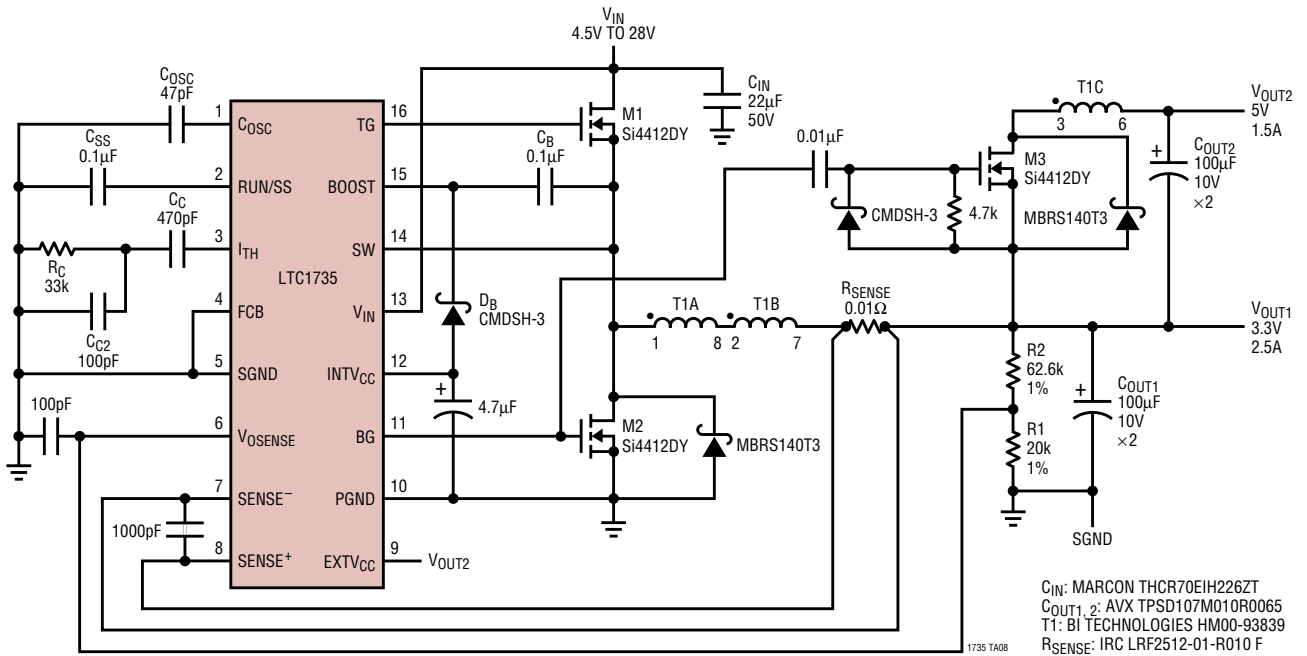 V_IN
4.5V TO 28V
C_OSC
47pF
C_SS
0.1µF
C_C
470pF
R_C
33k
C_C2
100pF
100pF
1000pF
1
2
3
4
5
6
7
8
C_OSC
RUN/SS
I_TH
FCB
SGND
V_OSENSE
SENSE⁻
SENSE⁺
LTC1735
TG
BOOST
SW
V_IN
INTV_CC
BG
PGND
EXTV_CC
16
15
14
13
12
11
10
9
V_OUT2
C_B
0.1µF
D_B
CMDSH-3
4.7µF
+
M1
Si4412DY
C_IN
22µF
50V
M2
Si4412DY
MBRS140T3
T1A
1
8
T1B
2
7
R_SENSE
0.01Ω
0.01µF
CMDSH-3
4.7k
M3
Si4412DY
MBRS140T3
T1C
3
6
V_OUT2
5V
1.5A
+
C_OUT2
100µF
10V
×2
V_OUT1
3.3V
2.5A
R2
62.6k
1%
R1
20k
1%
+
C_OUT1
100µF
10V
×2
SGND
1735 TA08
C_IN: MARCON THCR70EIH226ZT
C_OUT1, 2: AVX TPSD107M010R0065
T1: BI TECHNOLOGIES HM00-93839
R_SENSE: IRC LRF2512-01-R010 F